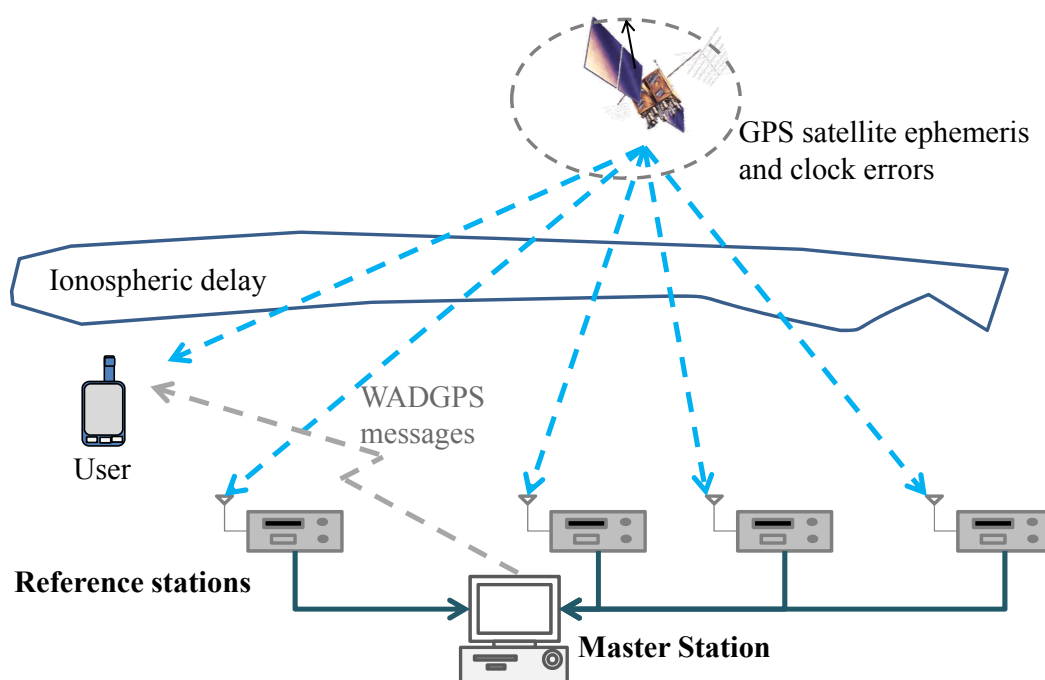 GPS satellite ephemeris
and clock errors
Ionospheric delay
WADGPS
messages
User
Reference stations
Master Station